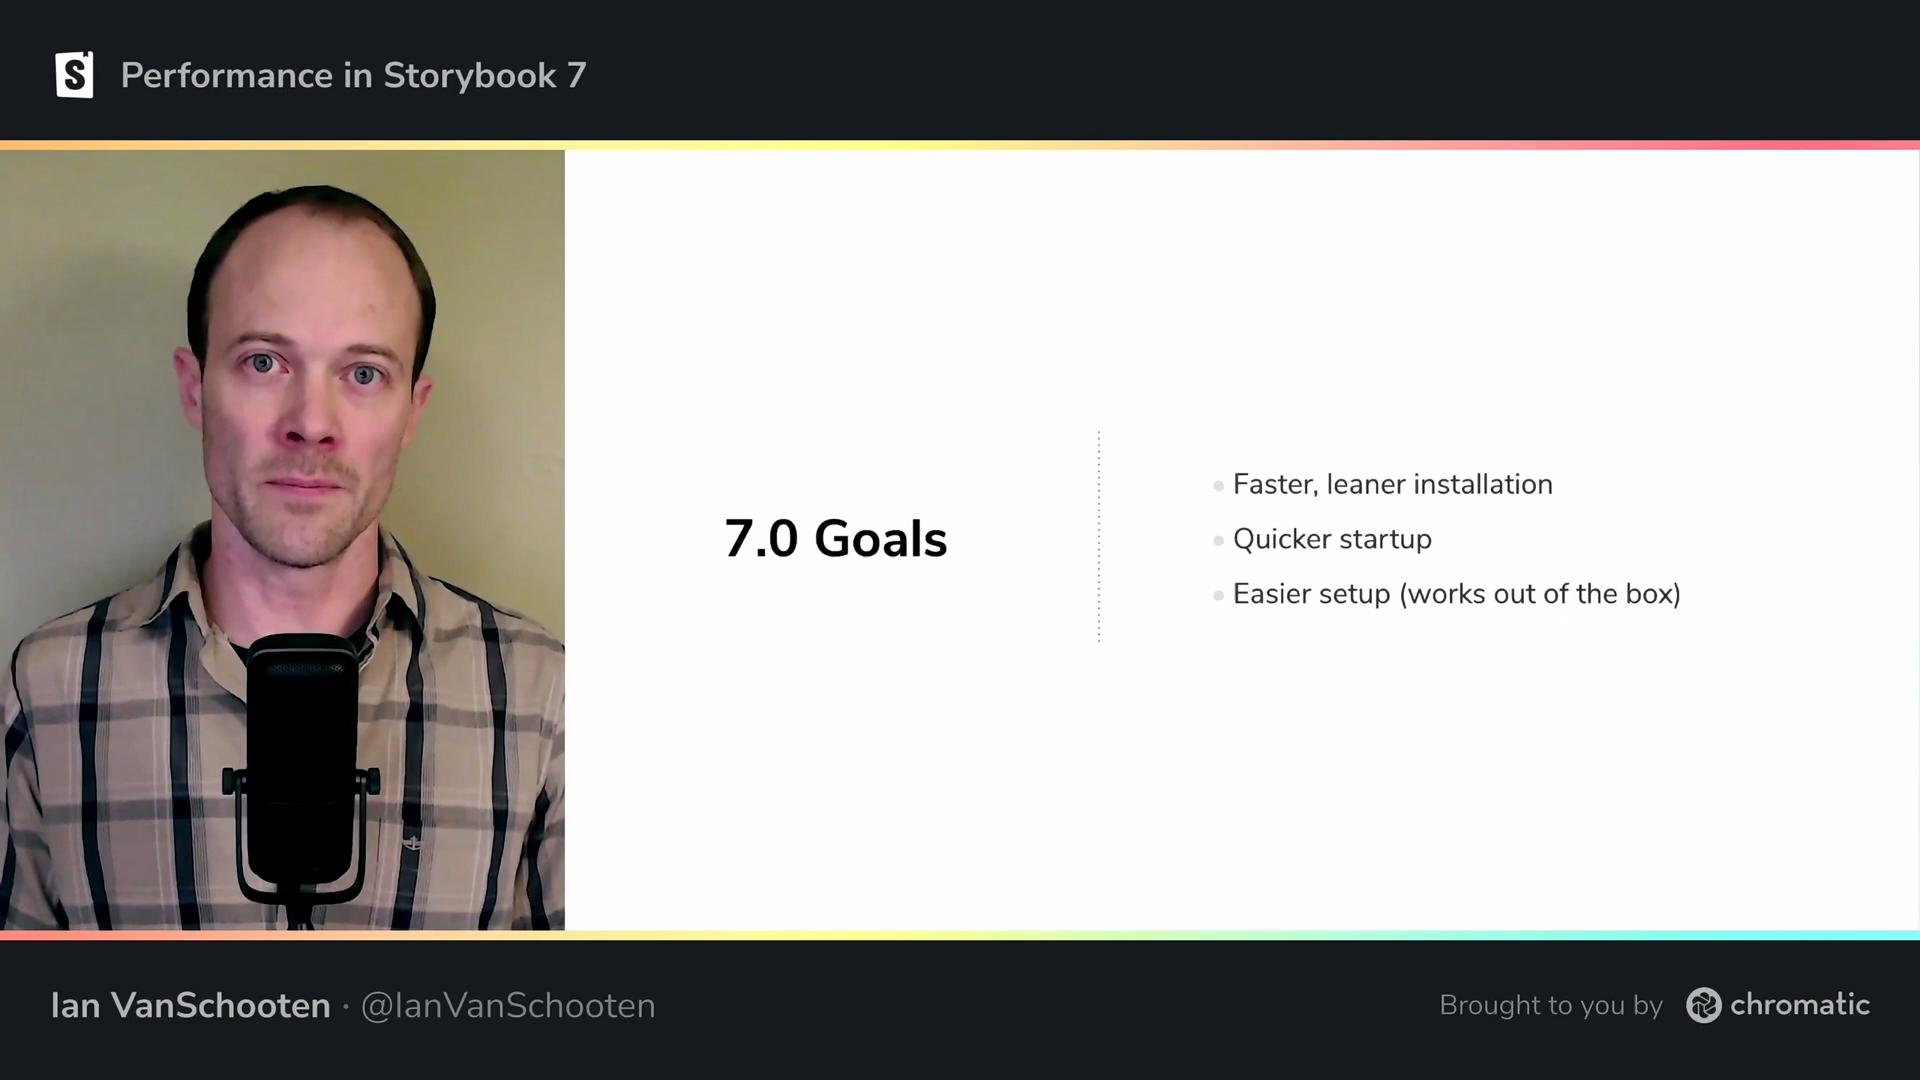 S Performance in Storybook 7
7.0 Goals
Faster, leaner installation
Quicker startup
Easier setup (works out of the box)
Ian VanSchooten · @IanVanSchooten
Brought to you by chromatic